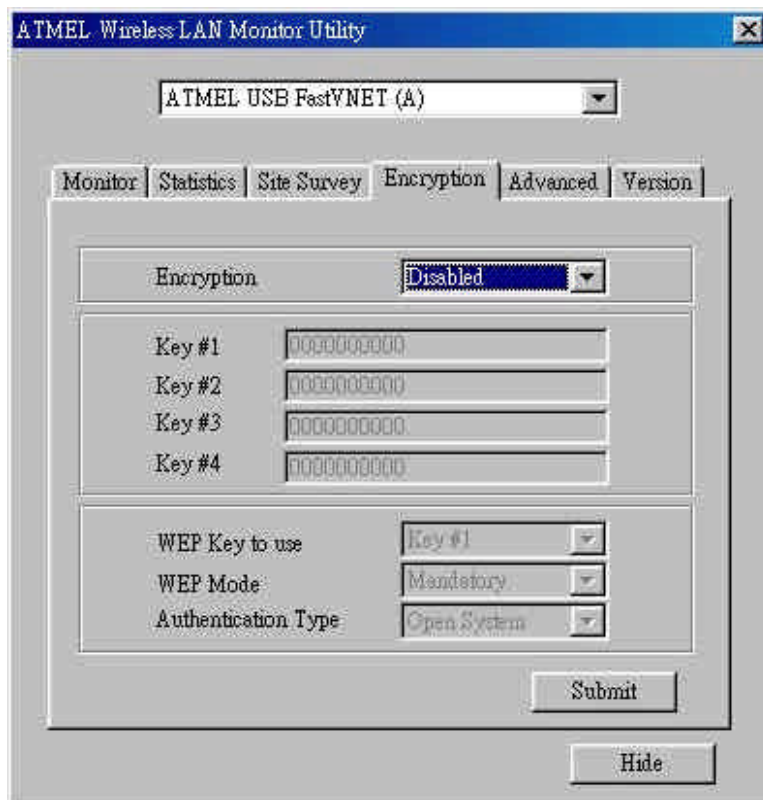 ATMEL Wireless LAN Monitor Utility
ATMEL USB FastVNET (A)
Monitor Statistics Site Survey Encryption Advanced Version
Encryption Disabled
Key #1 0000000000
Key #2 0000000000
Key #3 0000000000
Key #4 0000000000
WEP Key to use Key #1
WEP Mode Mandatory
Authentication Type Open System
Submit
Hide